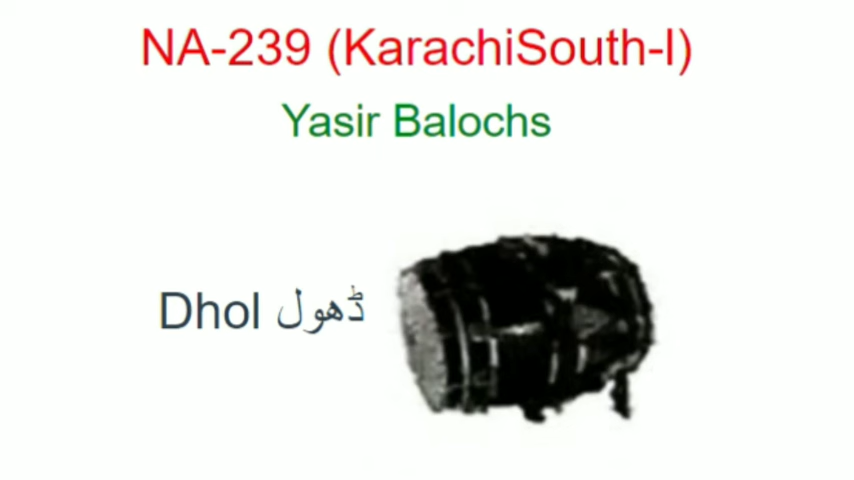 NA-239 (KarachiSouth-I)
Yasir Balochs
Dhol ڈھول